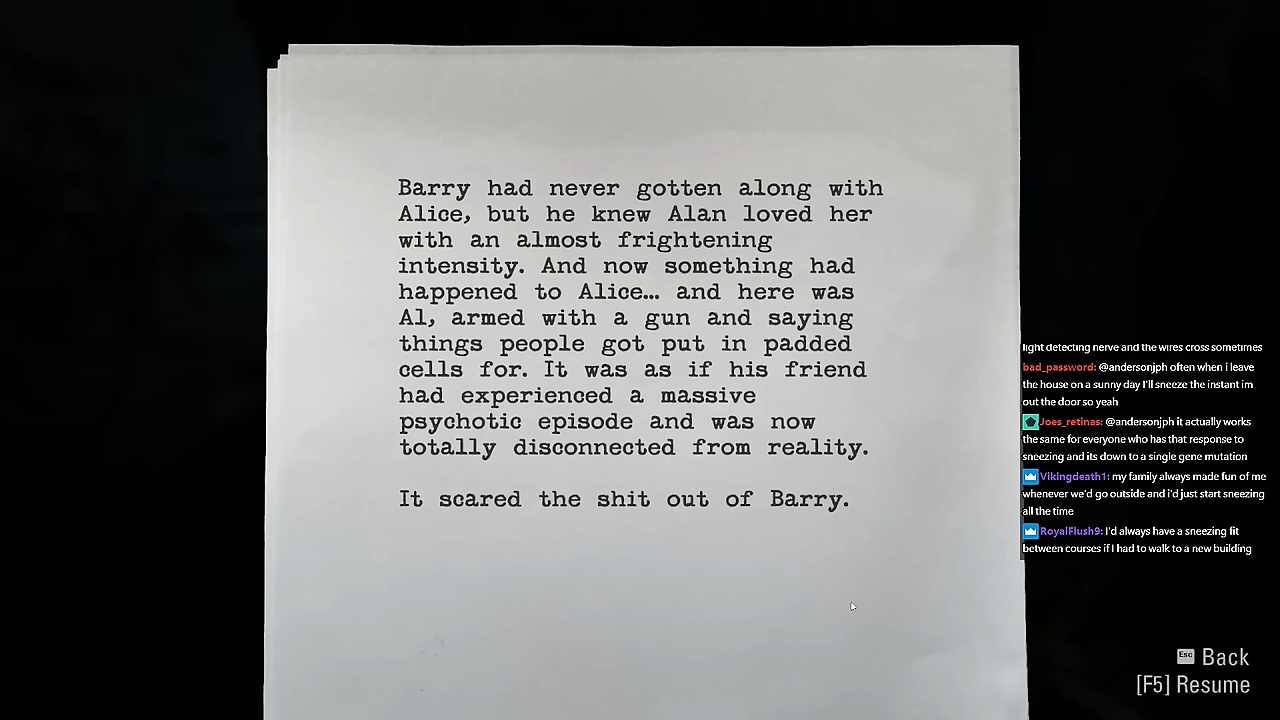 Barry had never gotten along with
Alice, but he knew Alan loved her
with an almost frightening
intensity. And now something had
happened to Alice… and here was
Al, armed with a gun and saying
things people got put in padded
cells for. It was as if his friend
had experienced a massive
psychotic episode and was now
totally disconnected from reality.
It scared the shit out of Barry.
light detecting nerve and the wires cross sometimes
bad_password: @andersonjph often when i leave
the house on a sunny day I'll sneeze the instant im
out the door so yeah
Joes_retinas: @andersonjph it actually works
the same for everyone who has that response to
sneezing and its down to a single gene mutation
Vikingdeath1: my family always made fun of me
whenever we'd go outside and i'd just start sneezing
all the time
RoyalFlush9: I'd always have a sneezing fit
between courses if I had to walk to a new building
Esc Back
[F5] Resume